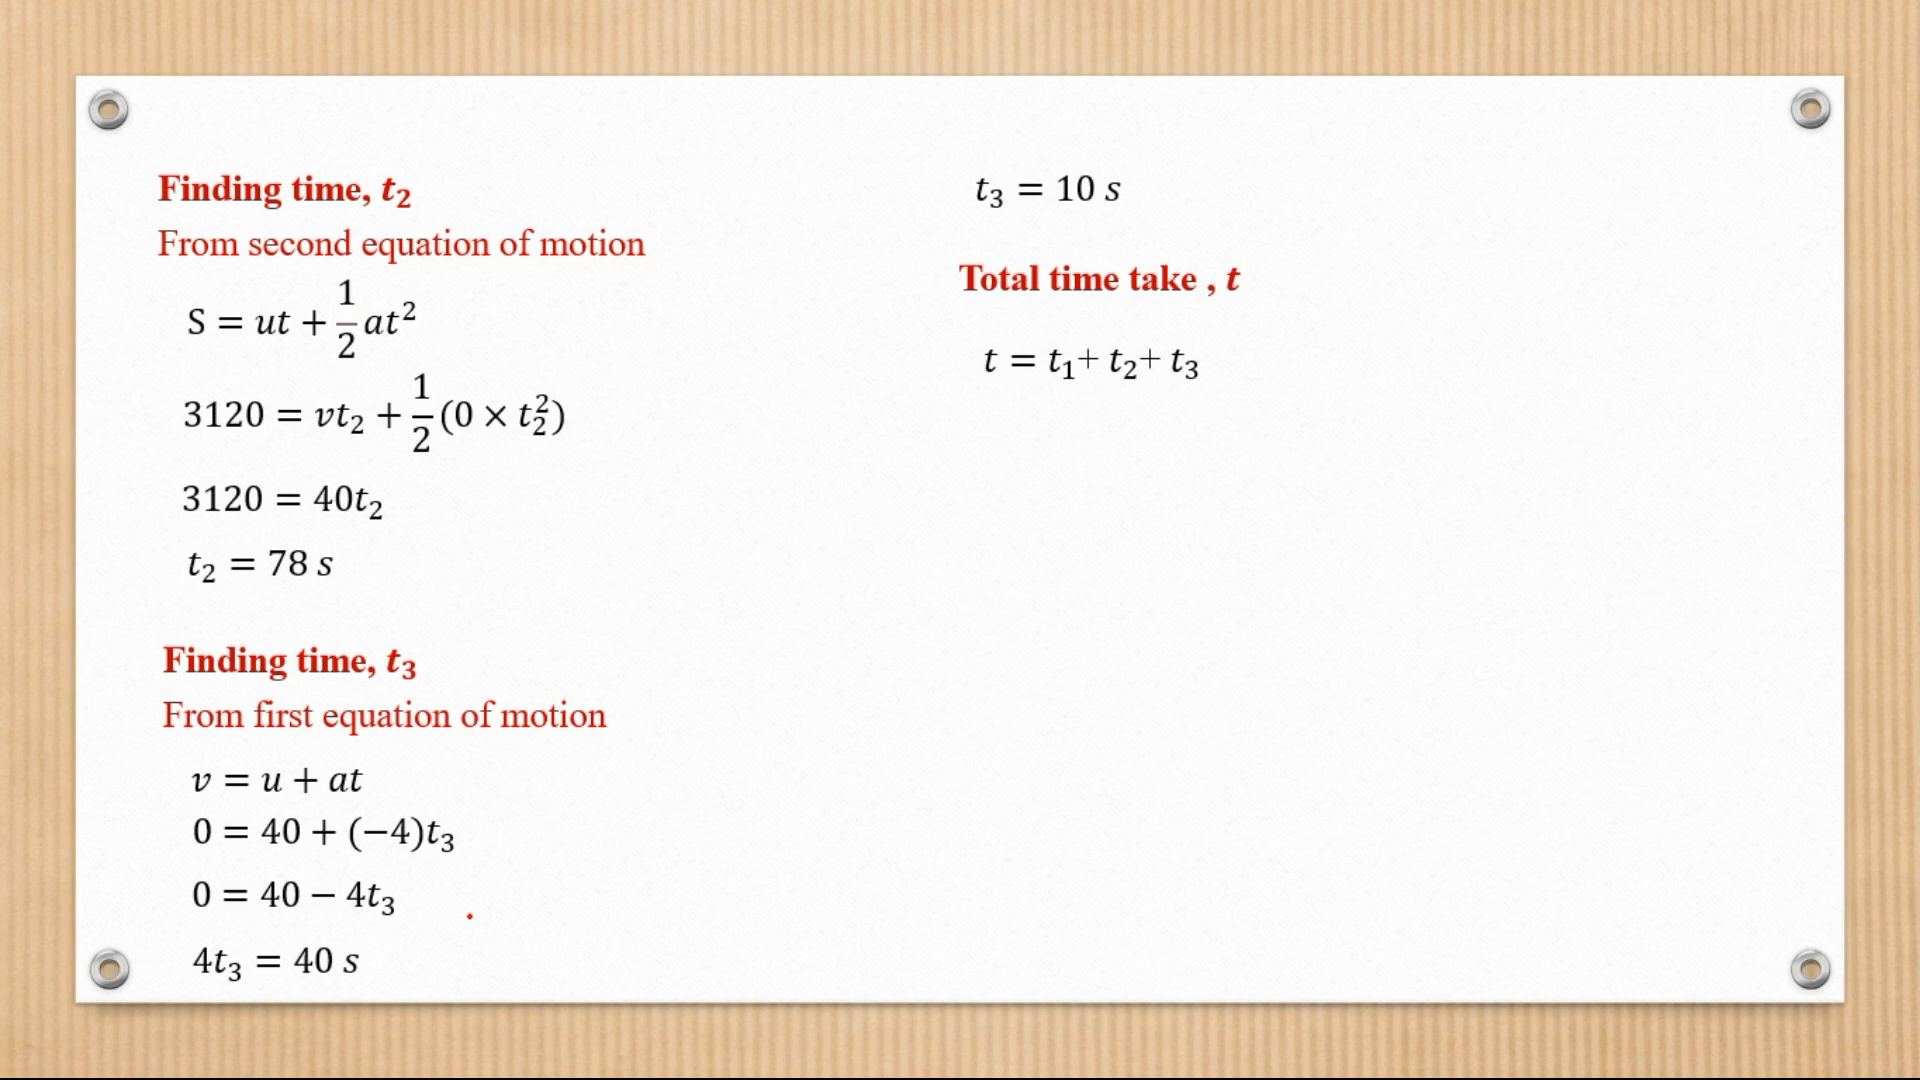 Finding time, t₂
From second equation of motion
S = ut + 1/2 at²
3120 = vt₂ + 1/2 (0 × t₂²)
3120 = 40t₂
t₂ = 78 s
Finding time, t₃
From first equation of motion
v = u + at
0 = 40 + (−4)t₃
0 = 40 − 4t₃
4t₃ = 40 s
t₃ = 10 s
Total time take , t
t = t₁+ t₂+ t₃